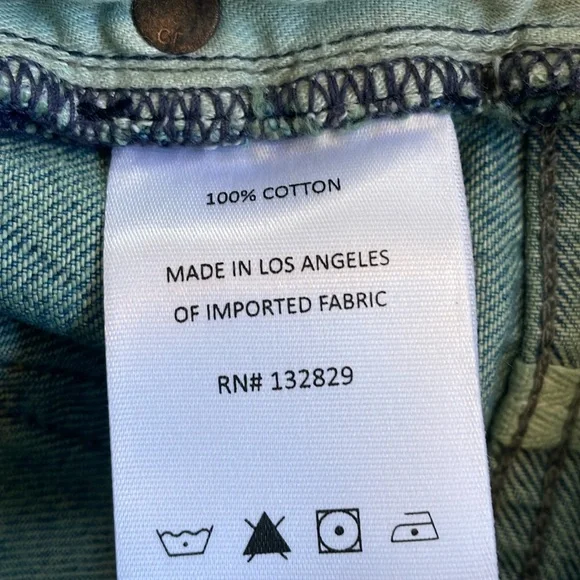 100% COTTON
MADE IN LOS ANGELES
OF IMPORTED FABRIC
RN# 132829